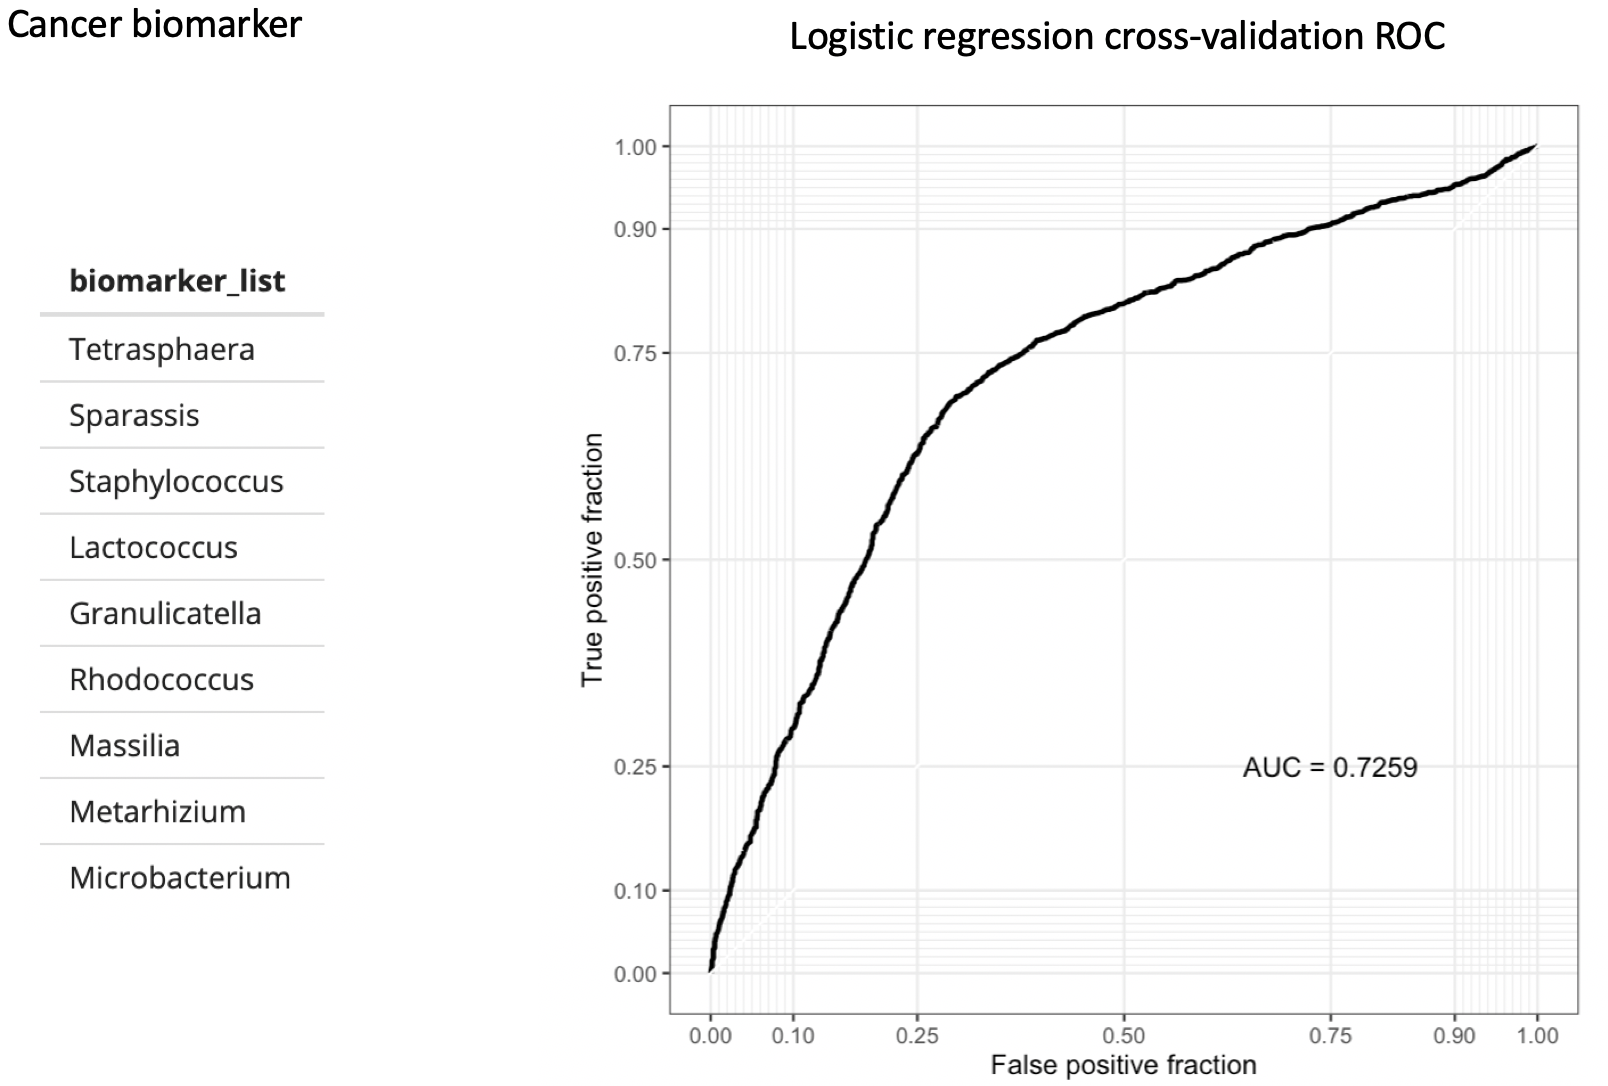 Cancer biomarker
Logistic regression cross-validation ROC
biomarker_list
Tetrasphaera
Sparassis
Staphylococcus
Lactococcus
Granulicatella
Rhodococcus
Massilia
Metarhizium
Microbacterium
True positive fraction
1.00
0.90
0.75
0.50
0.25
0.10
0.00
AUC = 0.7259
0.00 0.10 0.25 0.50 0.75 0.90 1.00
False positive fraction